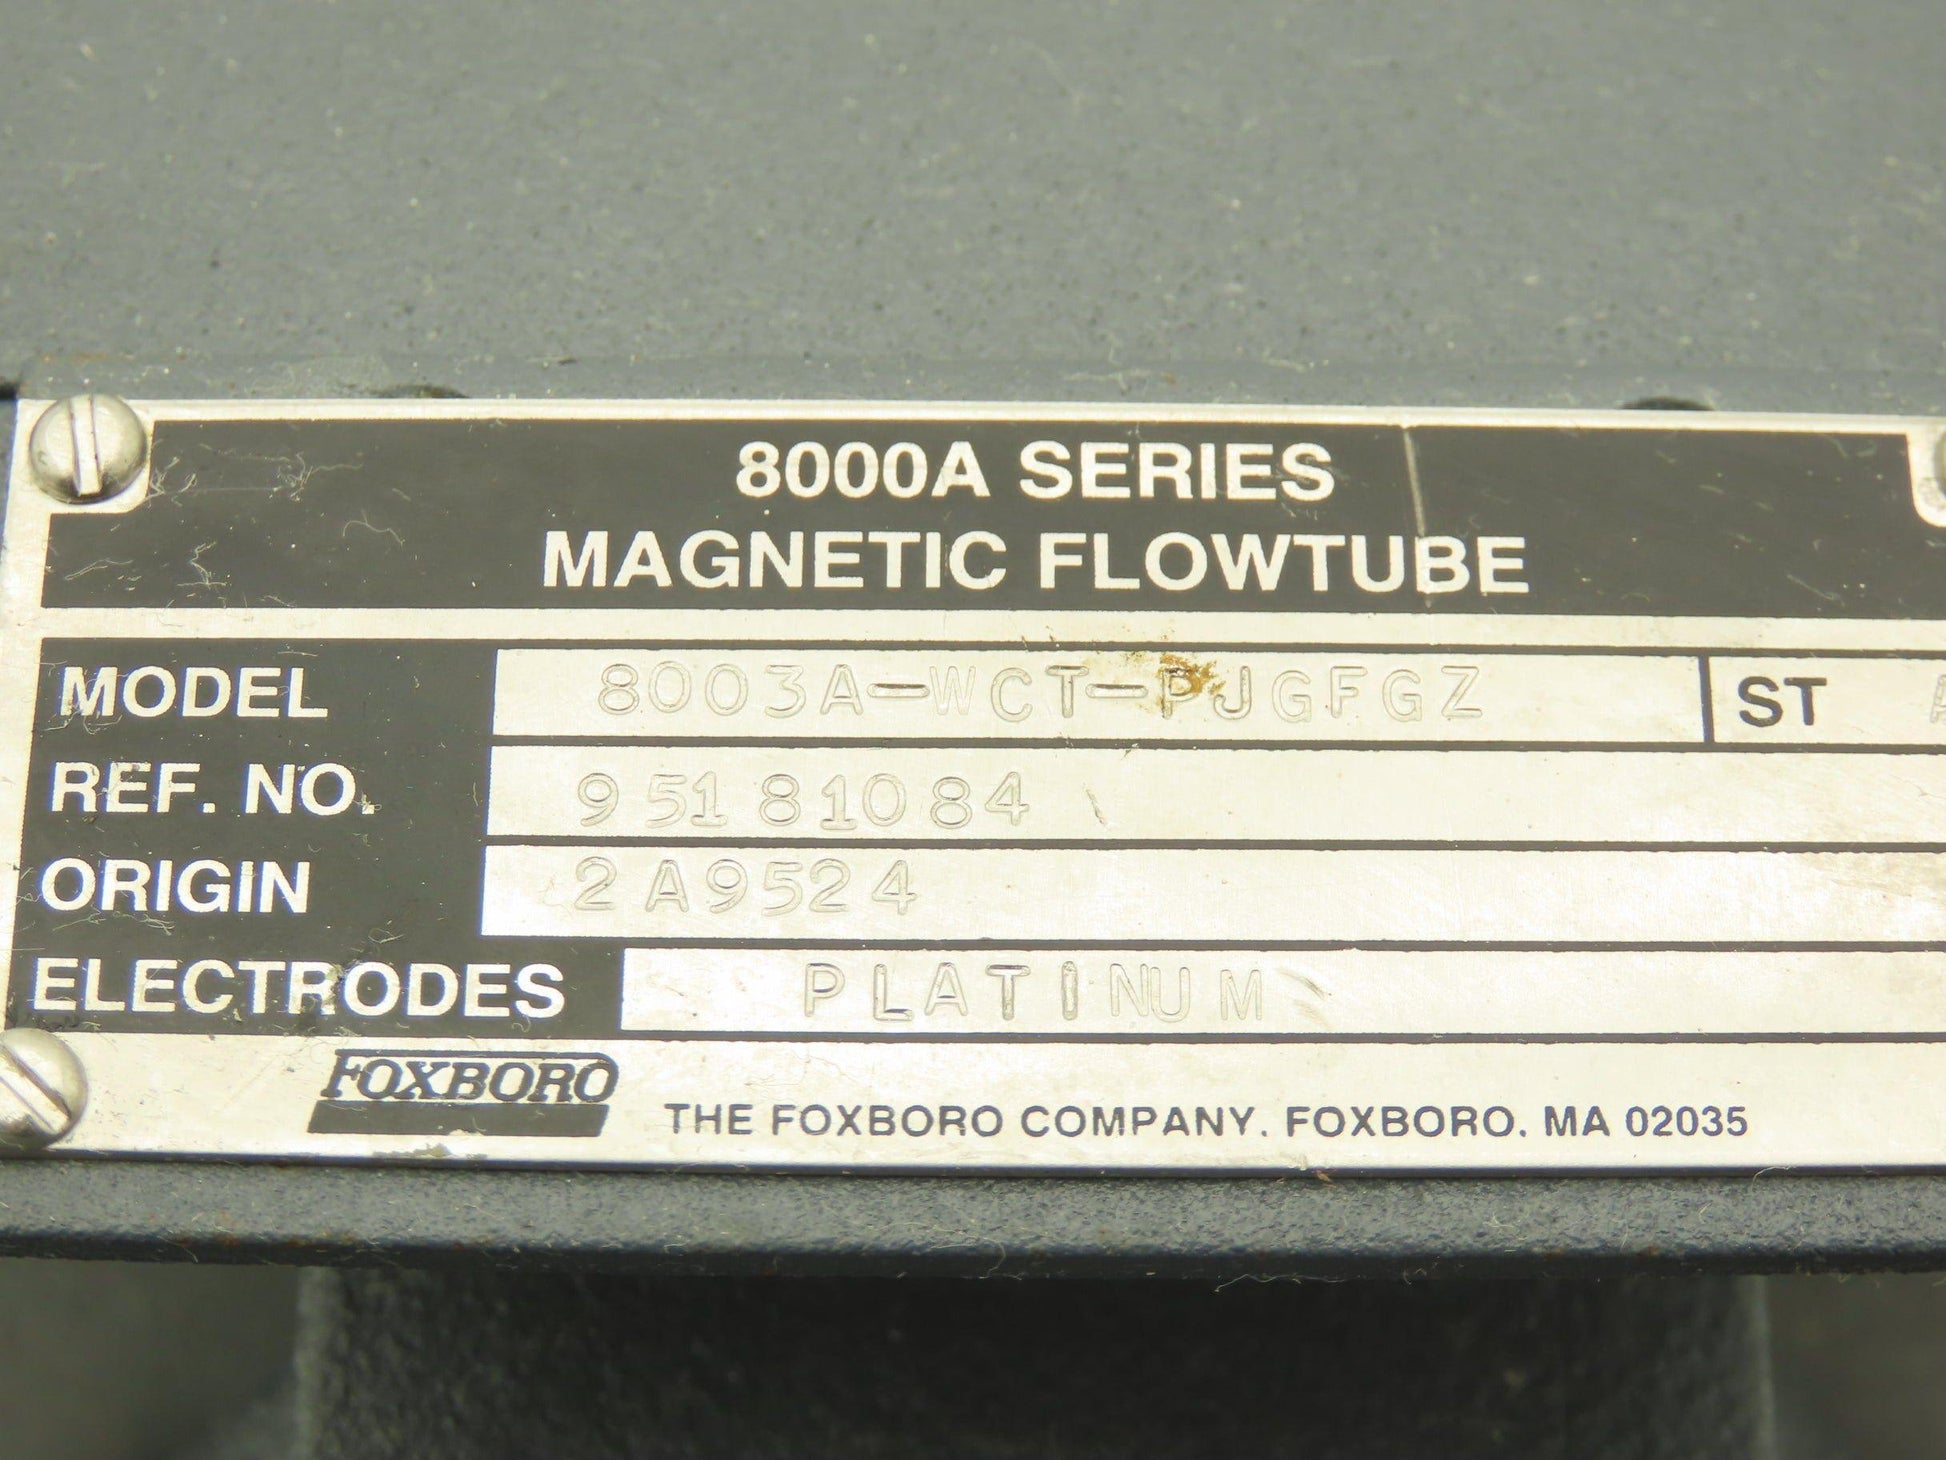 8000A SERIES
MAGNETIC FLOWTUBE
MODEL 8003A-WCT-PJGFGZ ST
REF. NO. 95181084
ORIGIN 2A9524
ELECTRODES PLATINUM
FOXBORO THE FOXBORO COMPANY, FOXBORO, MA 02035